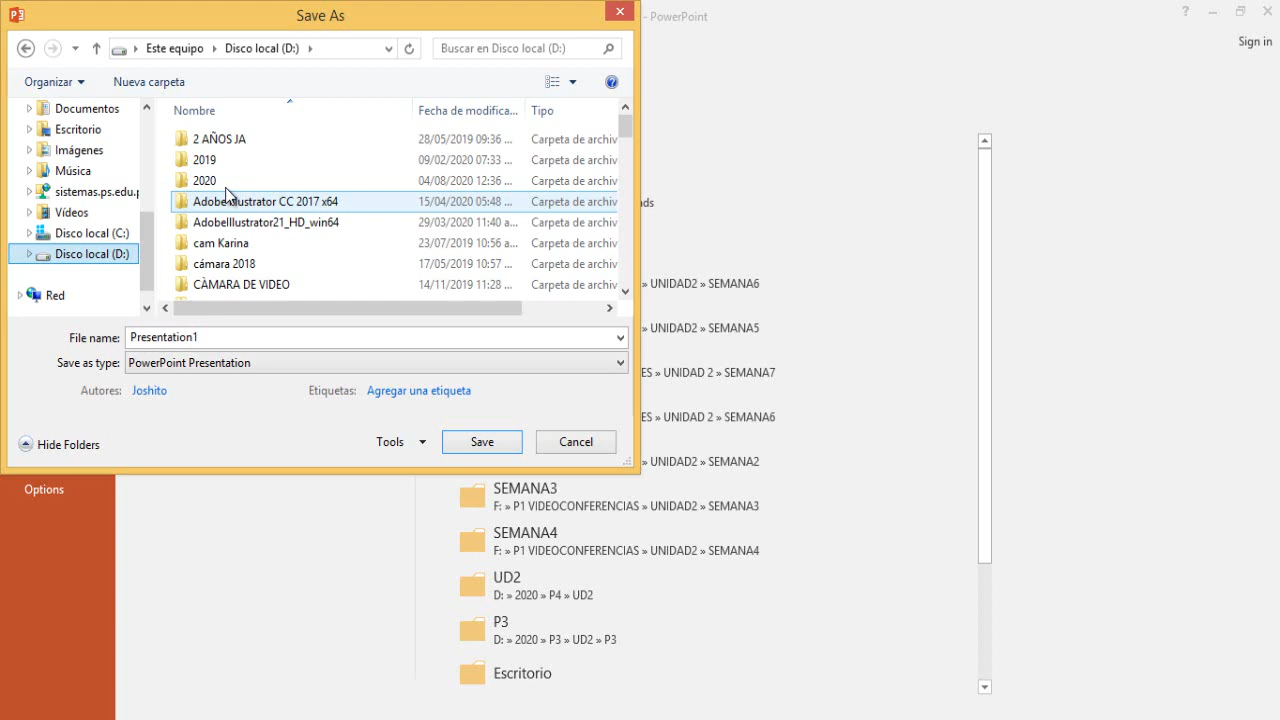 Save As
- PowerPoint
Sign in
Este equipo Disco local (D:)
Buscar en Disco local (D:)
Organizar
Nueva carpeta
Documentos
Escritorio
Imágenes
Música
sistemas.ps.edu.p
Vídeos
Disco local (C:)
Disco local (D:)
Red
Nombre Fecha de modifica... Tipo
2 AÑOS JA 28/05/2019 09:36 ... Carpeta de archiv
2019 09/02/2020 07:33 ... Carpeta de archiv
2020 04/08/2020 12:36 ... Carpeta de archiv
Adobe Illustrator CC 2017 x64 15/04/2020 05:48 ... Carpeta de archiv
AdobeIllustrator21_HD_win64 29/03/2020 11:40 a... Carpeta de archiv
cam Karina 23/07/2019 10:56 a... Carpeta de archiv
cámara 2018 17/05/2019 10:57 ... Carpeta de archiv
CÀMARA DE VIDEO 14/11/2019 11:28 ... Carpeta de archiv
File name: Presentation1
Save as type: PowerPoint Presentation
Autores: Joshito Etiquetas: Agregar una etiqueta
Hide Folders
Tools Save Cancel
Options
nds
» UNIDAD2 » SEMANA6
» UNIDAD2 » SEMANA5
ES » UNIDAD 2 » SEMANA7
ES » UNIDAD 2 » SEMANA6
» UNIDAD2 » SEMANA2
SEMANA3
F: » P1 VIDEOCONFERENCIAS » UNIDAD2 » SEMANA3
SEMANA4
F: » P1 VIDEOCONFERENCIAS » UNIDAD2 » SEMANA4
UD2
D: » 2020 » P4 » UD2
P3
D: » 2020 » P3 » UD2 » P3
Escritorio